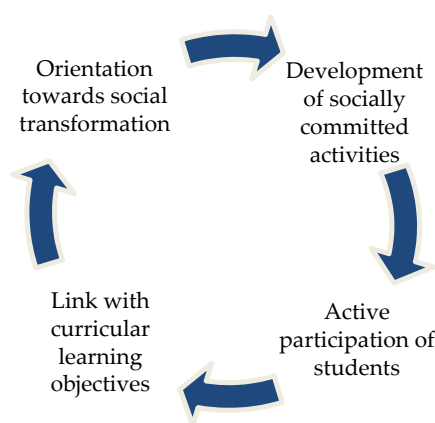 Orientation
towards social
transformation
Development
of socially
committed
activities
Active
participation of
students
Link with
curricular
learning
objectives